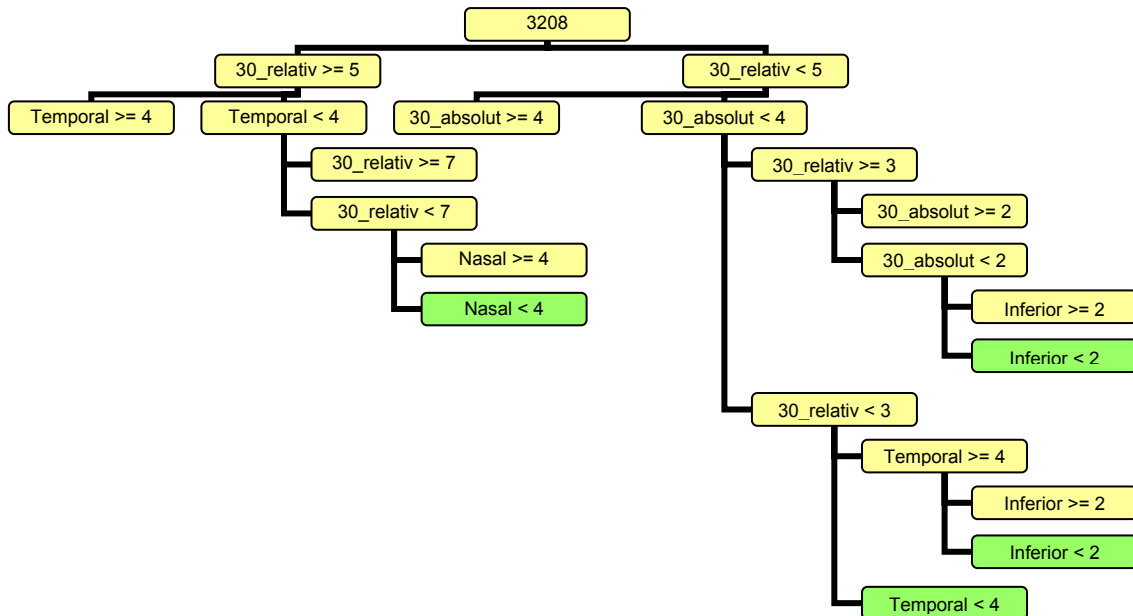 3208
30_relativ >= 5
30_relativ < 5
Temporal >= 4
Temporal < 4
30_absolut >= 4
30_absolut < 4
30_relativ >= 7
30_relativ >= 3
30_relativ < 7
30_absolut >= 2
Nasal >= 4
30_absolut < 2
Nasal < 4
Inferior >= 2
Inferior < 2
30_relativ < 3
Temporal >= 4
Inferior >= 2
Inferior < 2
Temporal < 4